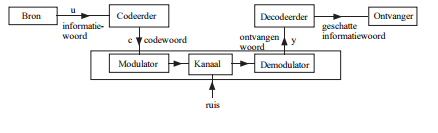 Bron
u
informatie-
woord
Codeerder
Decodeerder
Ontvanger
geschatte
informatiewoord
c
codewoord
ontvangen
woord
y
Modulator
Kanaal
Demodulator
ruis